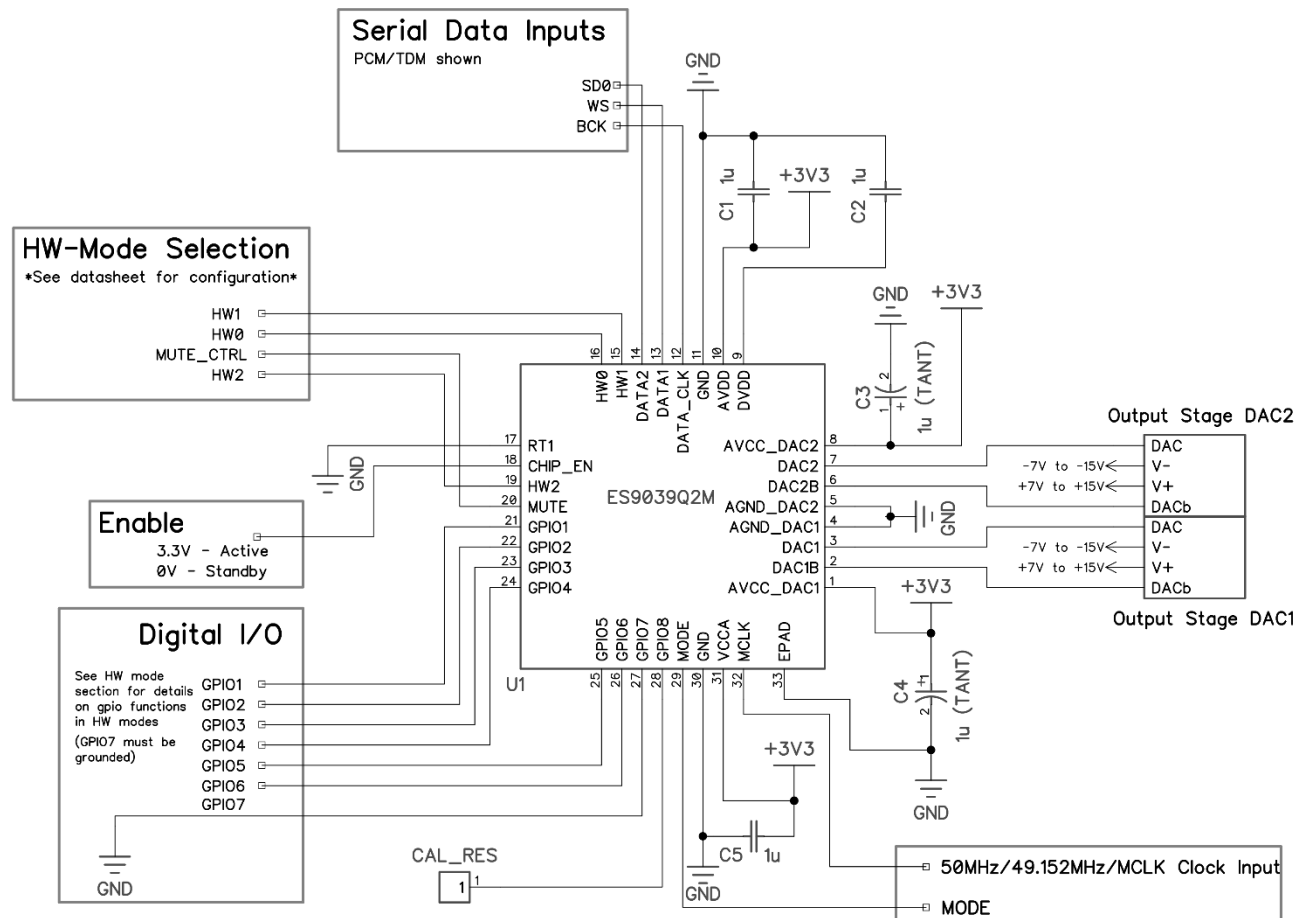 Serial Data Inputs
PCM/TDM shown
SD0
WS
BCK
GND
C1 1u
+3V3
C2 1u
HW-Mode Selection
*See datasheet for configuration*
HW1
HW0
MUTE_CTRL
HW2
GND
+3V3
C3
2
1
+
1u (TANT)
16 15 14 13 12 11 10 9
HW0
HW1
DATA2
DATA1
DATA_CLK
GND
AVDD
DVDD
17 RT1
18 CHIP_EN
19 HW2
20 MUTE
21 GPIO1
22 GPIO2
23 GPIO3
24 GPIO4
GND
ES9039Q2M
AVCC_DAC2 8
DAC2 7
DAC2B 6
AGND_DAC2 5
AGND_DAC1 4
DAC1 3
DAC1B 2
AVCC_DAC1 1
GND
Output Stage DAC2
DAC
-7V to -15V V-
+7V to +15V V+
DACb
DAC
-7V to -15V V-
+7V to +15V V+
DACb
Output Stage DAC1
Enable
3.3V - Active
0V - Standby
GPIO5
GPIO6
GPIO7
GPIO8
MODE
GND
VCCA
MCLK
EPAD
25 26 27 28 29 30 31 32 33
U1
+3V3
C4
+1
2
1u (TANT)
GND
Digital I/O
See HW mode
section for details
on gpio functions
in HW modes
(GPIO7 must be
grounded)
GPIO1
GPIO2
GPIO3
GPIO4
GPIO5
GPIO6
GPIO7
GND
+3V3
C5 1u
GND
CAL_RES
1 1
50MHz/49.152MHz/MCLK Clock Input
MODE